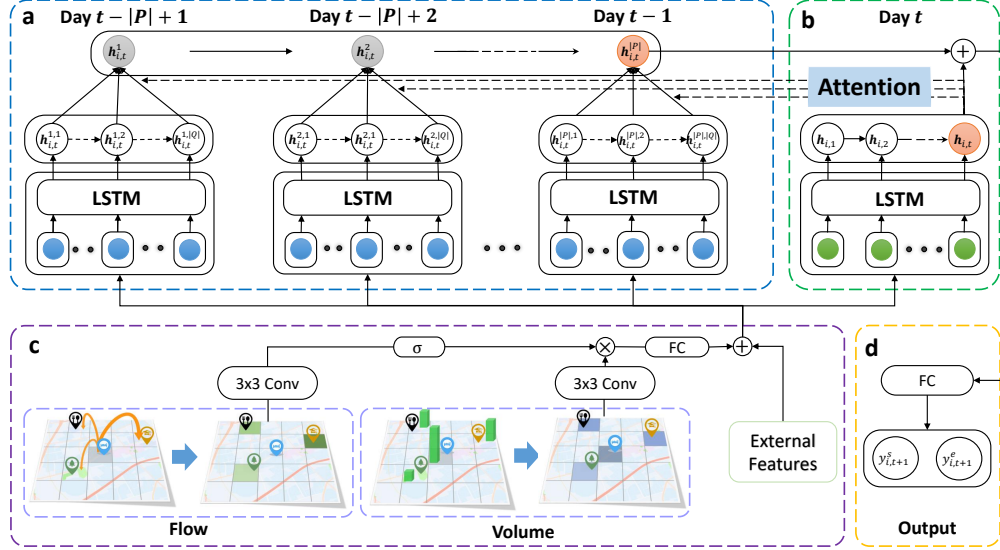 a
Day t − |P| + 1
Day t − |P| + 2
Day t − 1
h^1_{i,t}
h^2_{i,t}
h^{|P|}_{i,t}
h^{1,1}_{i,t} h^{1,2}_{i,t} h^{1,|Q|}_{i,t}
h^{2,1}_{i,t} h^{2,1}_{i,t} h^{2,|Q|}_{i,t}
h^{|P|,1}_{i,t} h^{|P|,2}_{i,t} h^{|P|,|Q|}_{i,t}
LSTM
LSTM
LSTM
b
Day t
+
Attention
h_{i,1} h_{i,2} h_{i,t}
LSTM
c
σ
×
FC
+
3x3 Conv
3x3 Conv
External
Features
Flow
Volume
d
FC
y^s_{i,t+1} y^e_{i,t+1}
Output